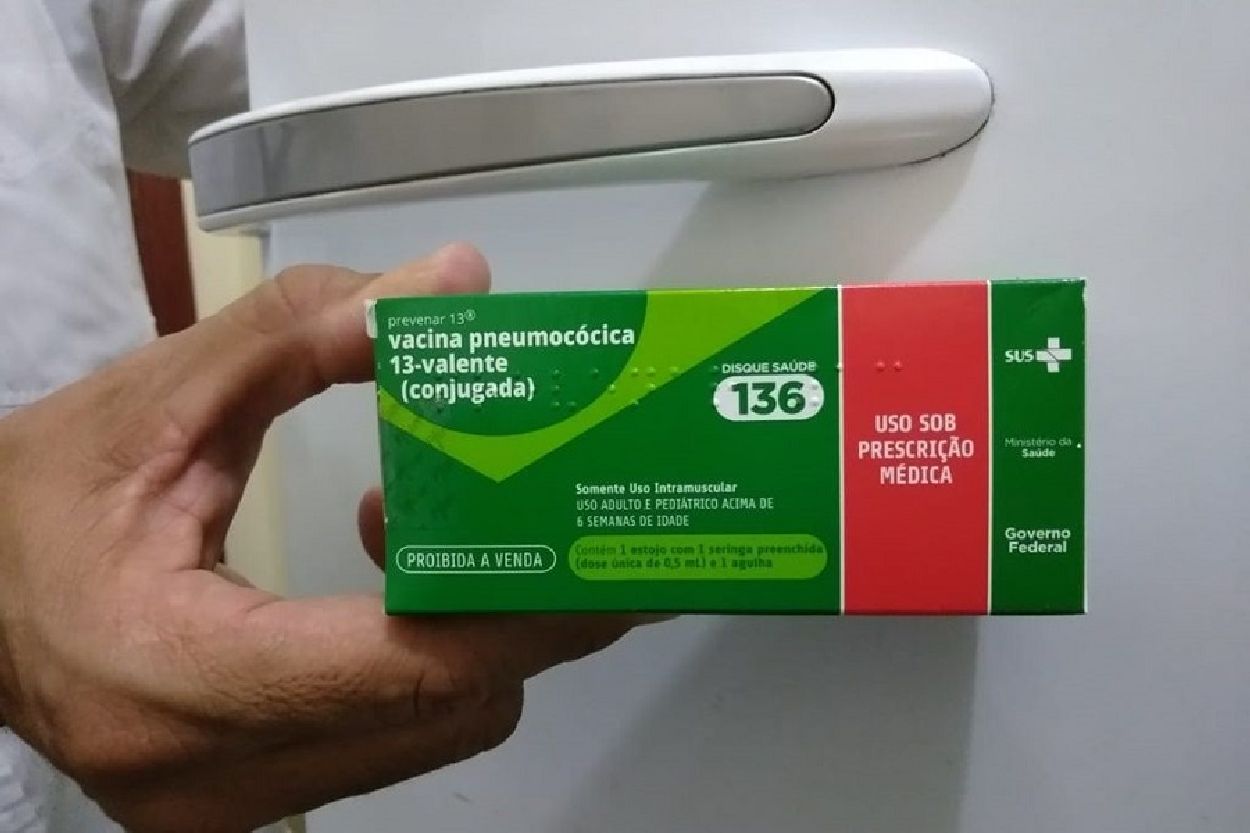 prevenar 13®
vacina pneumocócica
13-valente
(conjugada)
DISQUE SAÚDE
136
Somente Uso Intramuscular
USO ADULTO E PEDIÁTRICO ACIMA DE
6 SEMANAS DE IDADE
PROIBIDA A VENDA
Contém 1 estojo com 1 seringa preenchida
(dose única de 0,5 mL) e 1 agulha
USO SOB
PRESCRIÇÃO
MÉDICA
SUS
Ministério da
Saúde
Governo
Federal